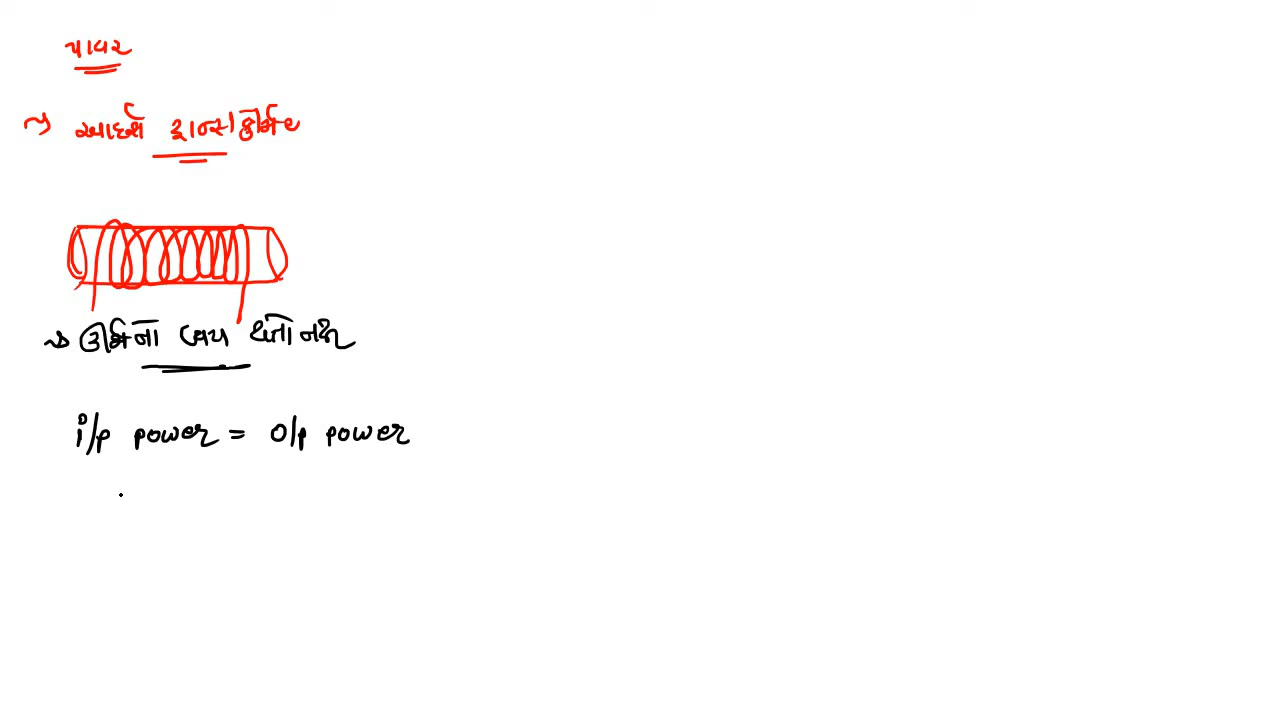 પાવર
→ આદર્શ ટ્રાન્સફોર્મર
→ ઊર્જાનો વ્યય થતો નથી
i/p power = o/p power